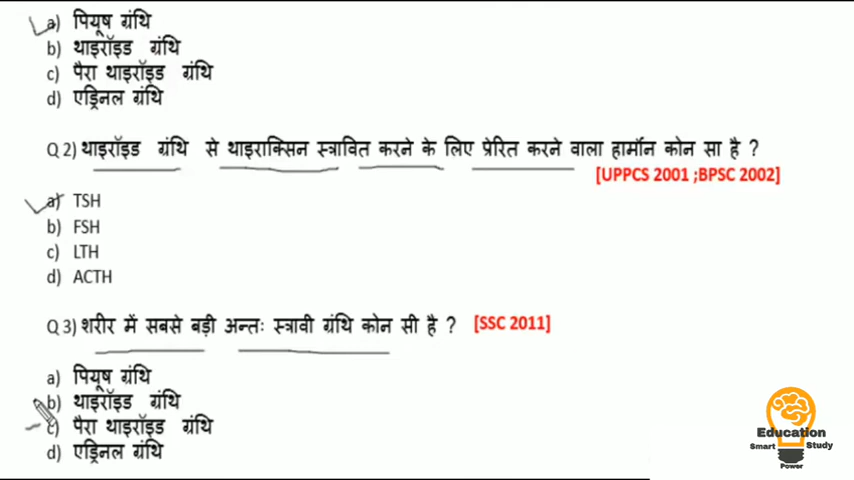 a) पियूष ग्रंथि
b) थाइरॉइड ग्रंथि
c) पैरा थाइरॉइड ग्रंथि
d) एड्रिनल ग्रंथि
Q 2) थाइरॉइड ग्रंथि से थाइराक्सिन स्त्रावित करने के लिए प्रेरित करने वाला हार्मोन कोन सा है ?
[UPPCS 2001 ;BPSC 2002]
a) TSH
b) FSH
c) LTH
d) ACTH
Q 3) शरीर में सबसे बड़ी अन्तः स्त्रावी ग्रंथि कोन सी है ? [SSC 2011]
a) पियूष ग्रंथि
b) थाइरॉइड ग्रंथि
c) पैरा थाइरॉइड ग्रंथि
d) एड्रिनल ग्रंथि
Education
Smart Study
Power